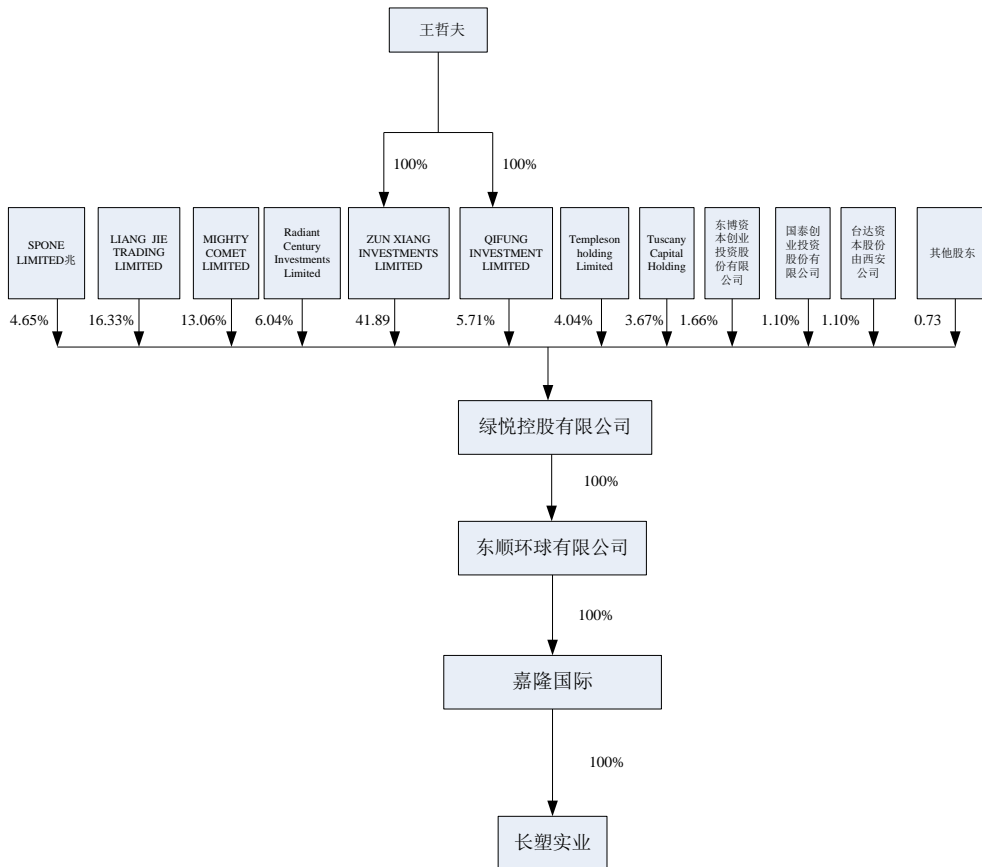 王哲夫
100%
100%
SPONE
LIMITED兆
LIANG JIE
TRADING
LIMITED
MIGHTY
COMET LIMITED
Radiant
Century
Investments
Limited
ZUN XIANG
INVESTMENTS
LIMITED
QIFUNG
INVESTMENT
LIMITED
Templeson
holding
Limited
Tuscany
Capital
Holding
东博资
本创业
投资股
份有限
公司
国泰创
业投资
股份有
限公司
台达资
本股份
由西安
公司
其他股东
4.65%
16.33%
13.06%
6.04%
41.89
5.71%
4.04%
3.67%
1.66%
1.10%
1.10%
0.73
绿悦控股有限公司
100%
东顺环球有限公司
100%
嘉隆国际
100%
长塑实业